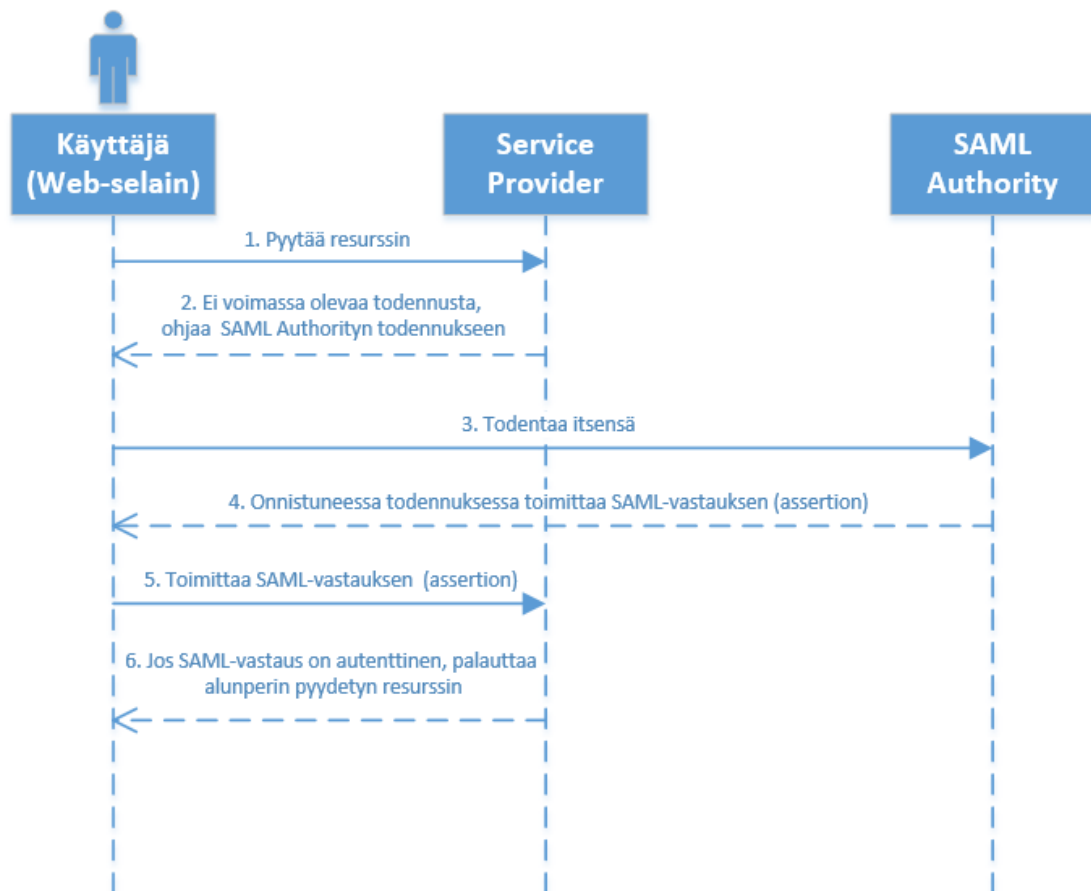 Käyttäjä
(Web-selain)
Service
Provider
SAML
Authority
1. Pyytää resurssin
2. Ei voimassa olevaa todennusta,
ohjaa SAML Authorityn todennukseen
3. Todentaa itsensä
4. Onnistuneessa todennuksessa toimittaa SAML-vastauksen (assertion)
5. Toimittaa SAML-vastauksen (assertion)
6. Jos SAML-vastaus on autenttinen, palauttaa
alunperin pyydetyn resurssin